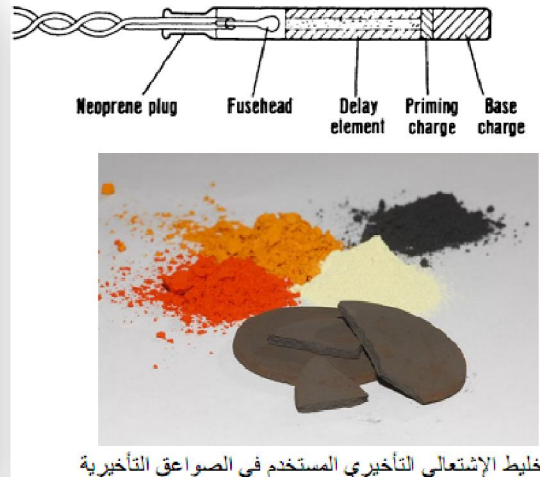 Neoprene plug Fusehead Delay element Priming charge Base charge
خليط الإشتعالي التأخيري المستخدم في الصواعق التأخيرية